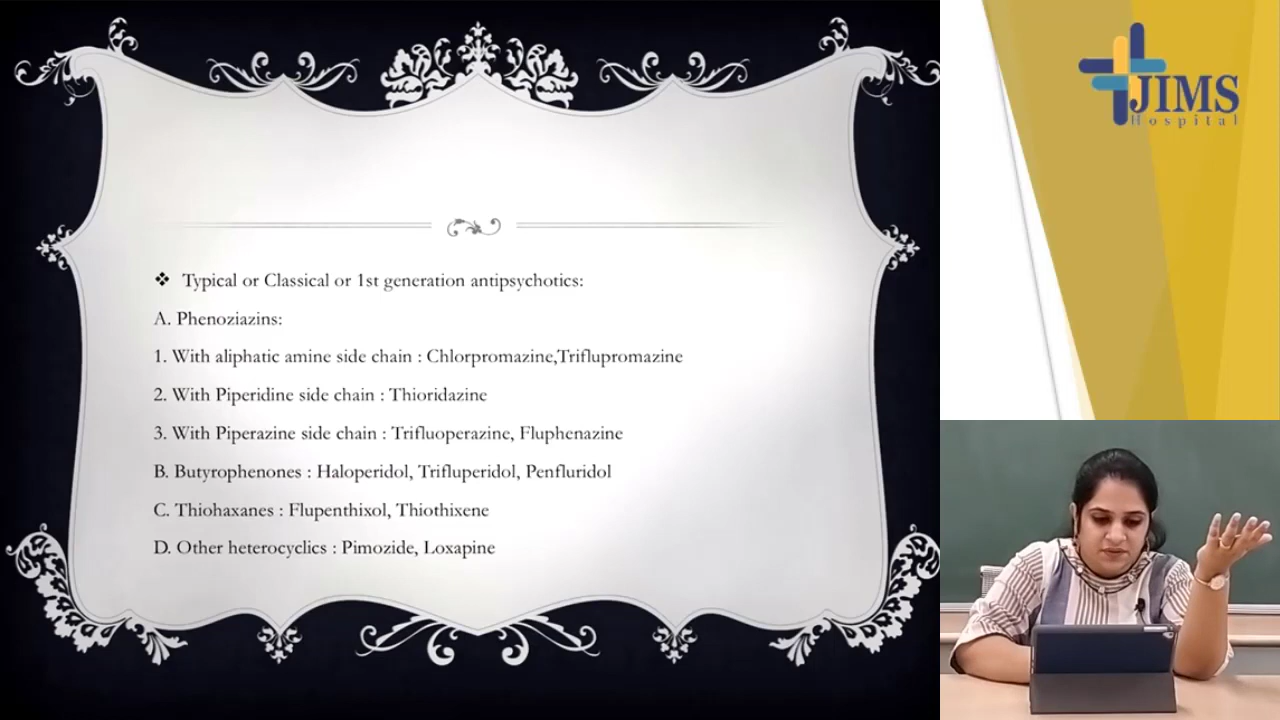 ❖ Typical or Classical or 1st generation antipsychotics:
A. Phenoziazins:
1. With aliphatic amine side chain : Chlorpromazine,Triflupromazine
2. With Piperidine side chain : Thioridazine
3. With Piperazine side chain : Trifluoperazine, Fluphenazine
B. Butyrophenones : Haloperidol, Trifluperidol, Penfluridol
C. Thiohaxanes : Flupenthixol, Thiothixene
D. Other heterocyclics : Pimozide, Loxapine
JIMS
Hospital